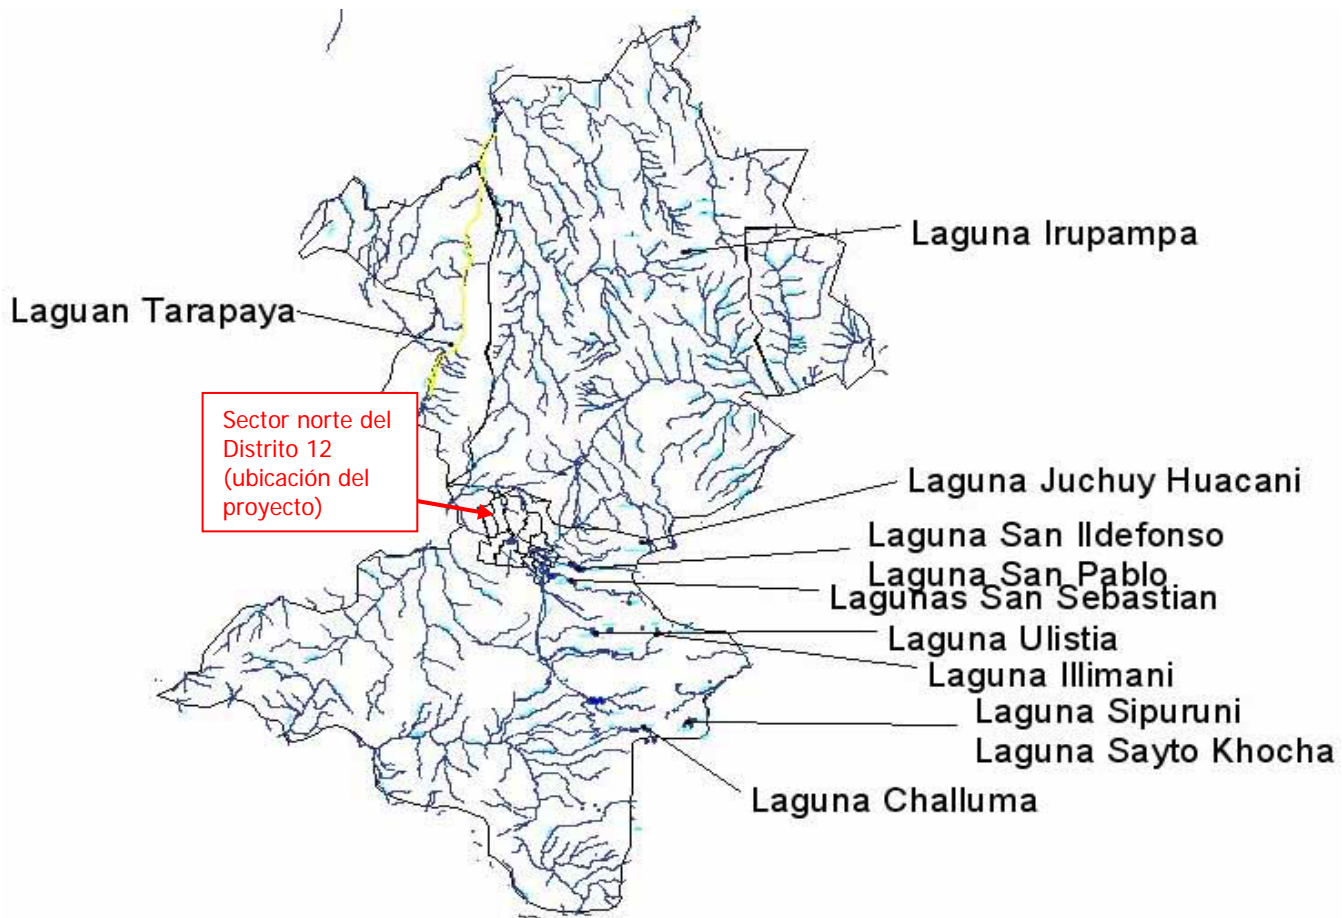 Laguna Irupampa
Laguan Tarapaya
Sector norte del
Distrito 12
(ubicación del
proyecto)
Laguna Juchuy Huacani
Laguna San Ildefonso
Laguna San Pablo
Lagunas San Sebastian
Laguna Ulistia
Laguna Illimani
Laguna Sipuruni
Laguna Sayto Khocha
Laguna Challuma